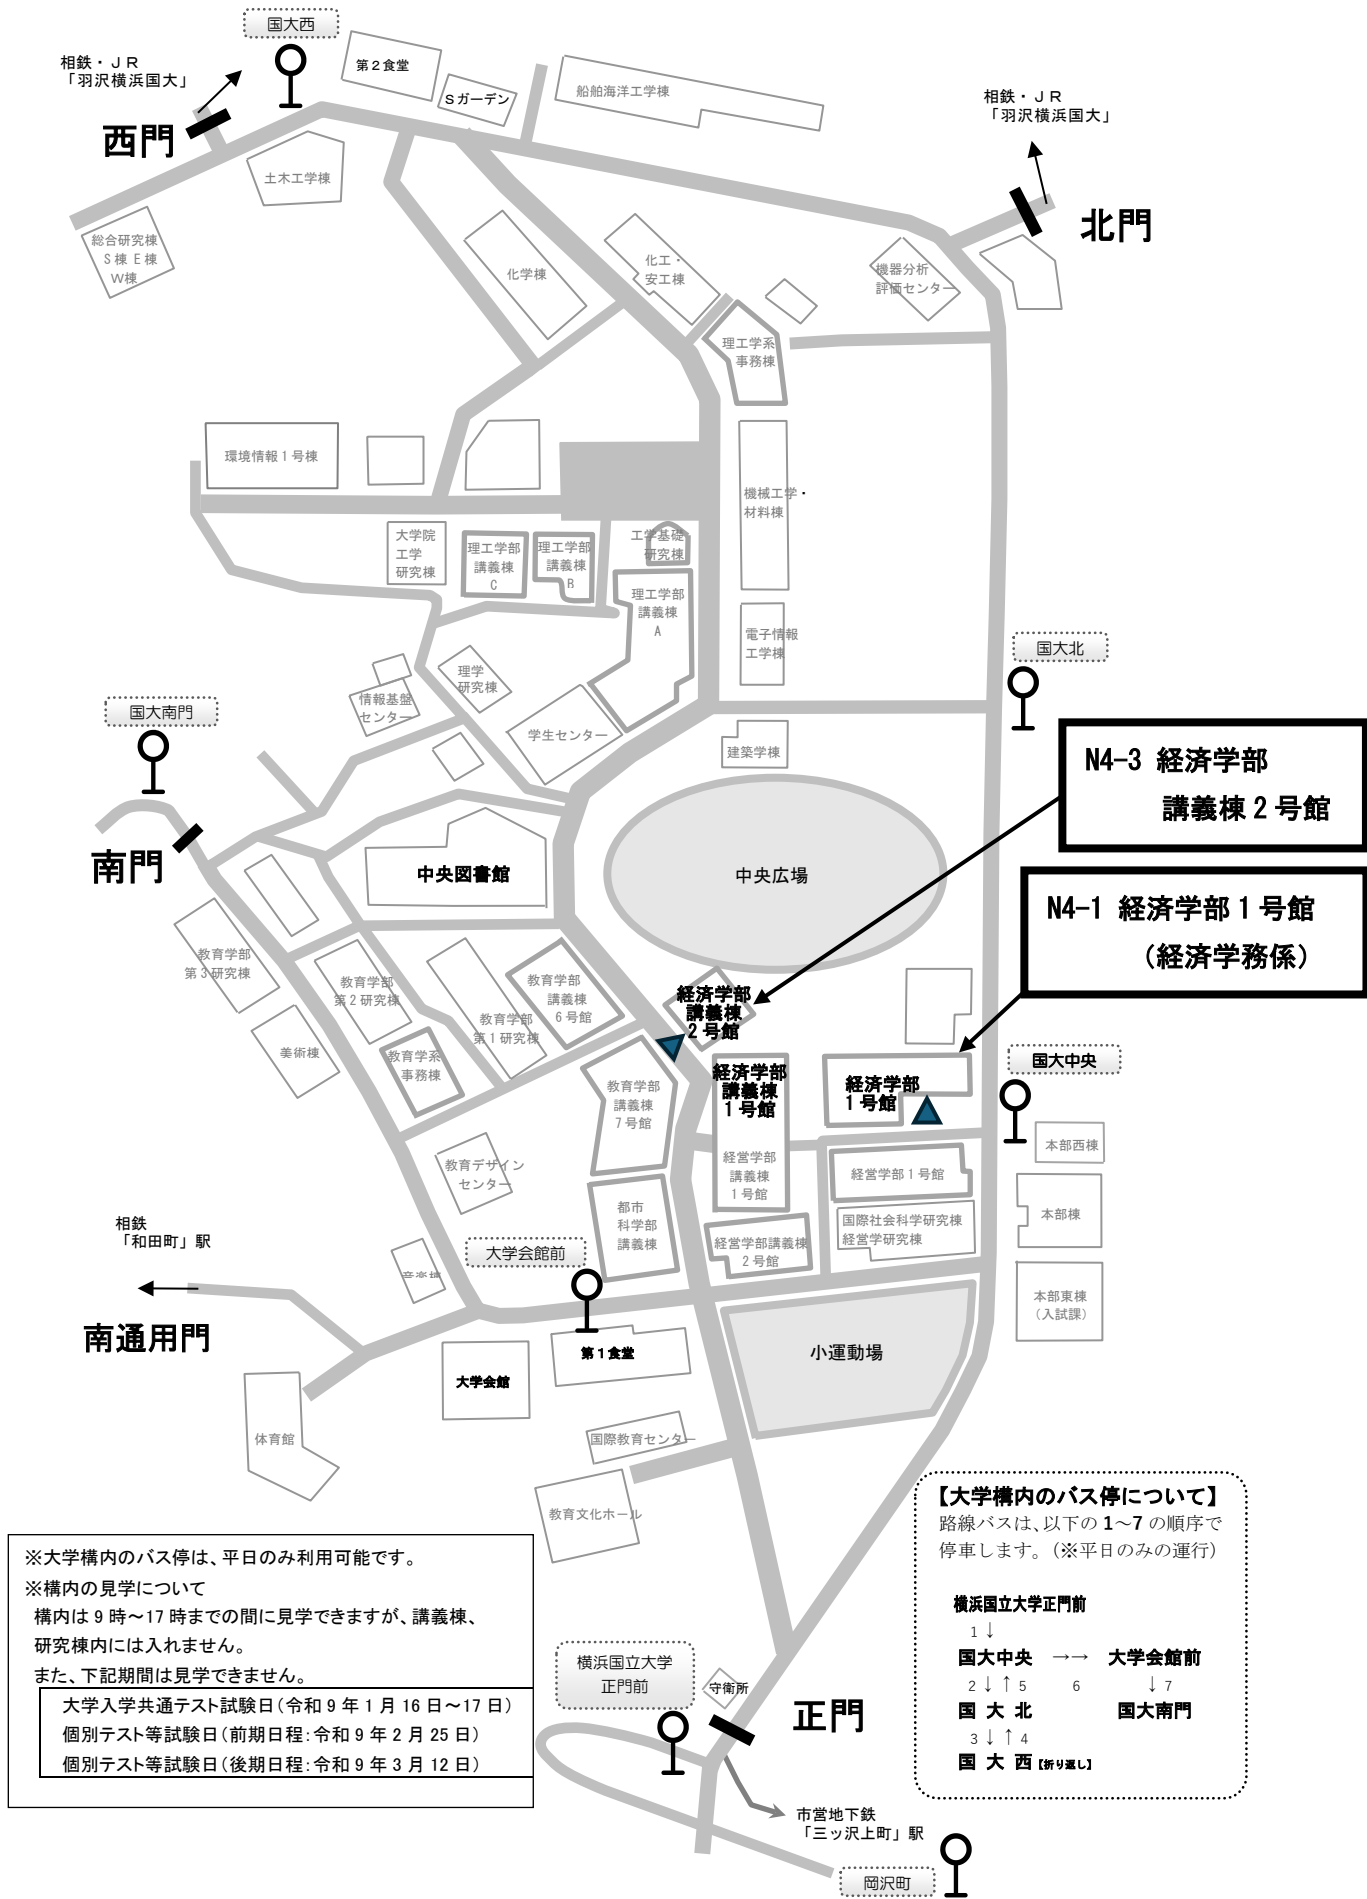 国大西
相鉄・ＪＲ
「羽沢横浜国大」
西門
第２食堂
Ｓガーデン
船舶海洋工学棟
相鉄・ＪＲ
「羽沢横浜国大」
北門
土木工学棟
総合研究棟
Ｓ棟 Ｅ棟
Ｗ棟
化学棟
化工・
安工棟
機器分析
評価センター
理工学系
事務棟
環境情報１号棟
機械工学・
材料棟
大学院
工学
研究棟
理工学部
講義棟
C
理工学部
講義棟
B
工学基礎
研究棟
理工学部
講義棟
A
電子情報
工学棟
国大北
理学
研究棟
情報基盤
センター
国大南門
学生センター
建築学棟
N4-3 経済学部
講義棟２号館
南門
中央図書館
中央広場
N4-1 経済学部１号館
（経済学務係）
教育学部
第３研究棟
教育学部
第２研究棟
教育学部
第１研究棟
教育学部
講義棟
６号館
経済学部
講義棟
２号館
美術棟
教育学系
事務棟
教育学部
講義棟
７号館
経済学部
講義棟
１号館
経済学部
１号館
国大中央
本部西棟
教育デザイン
センター
経営学部
講義棟
１号館
経営学部１号館
都市
科学部
講義棟
国際社会科学研究棟
経営学研究棟
本部棟
相鉄
「和田町」駅
大学会館前
経営学部講義棟
２号館
音楽棟
本部東棟
（入試課）
南通用門
第１食堂
小運動場
大学会館
体育館
国際教育センター
教育文化ホール
【大学構内のバス停について】
路線バスは、以下の 1～7 の順序で
停車します。（※平日のみの運行）
横浜国立大学正門前
1 ↓
国大中央 →→ 大学会館前
2 ↓ ↑ 5 6 ↓ 7
国 大 北 国大南門
3 ↓ ↑ 4
国 大 西【折り返し】
※大学構内のバス停は、平日のみ利用可能です。
※構内の見学について
構内は 9 時～17 時までの間に見学できますが、講義棟、
研究棟内には入れません。
また、下記期間は見学できません。
大学入学共通テスト試験日（令和 9 年 1 月 16 日～17 日）
個別テスト等試験日（前期日程：令和 9 年 2 月 25 日）
個別テスト等試験日（後期日程：令和 9 年 3 月 12 日）
横浜国立大学
正門前
守衛所
正門
市営地下鉄
「三ッ沢上町」駅
岡沢町